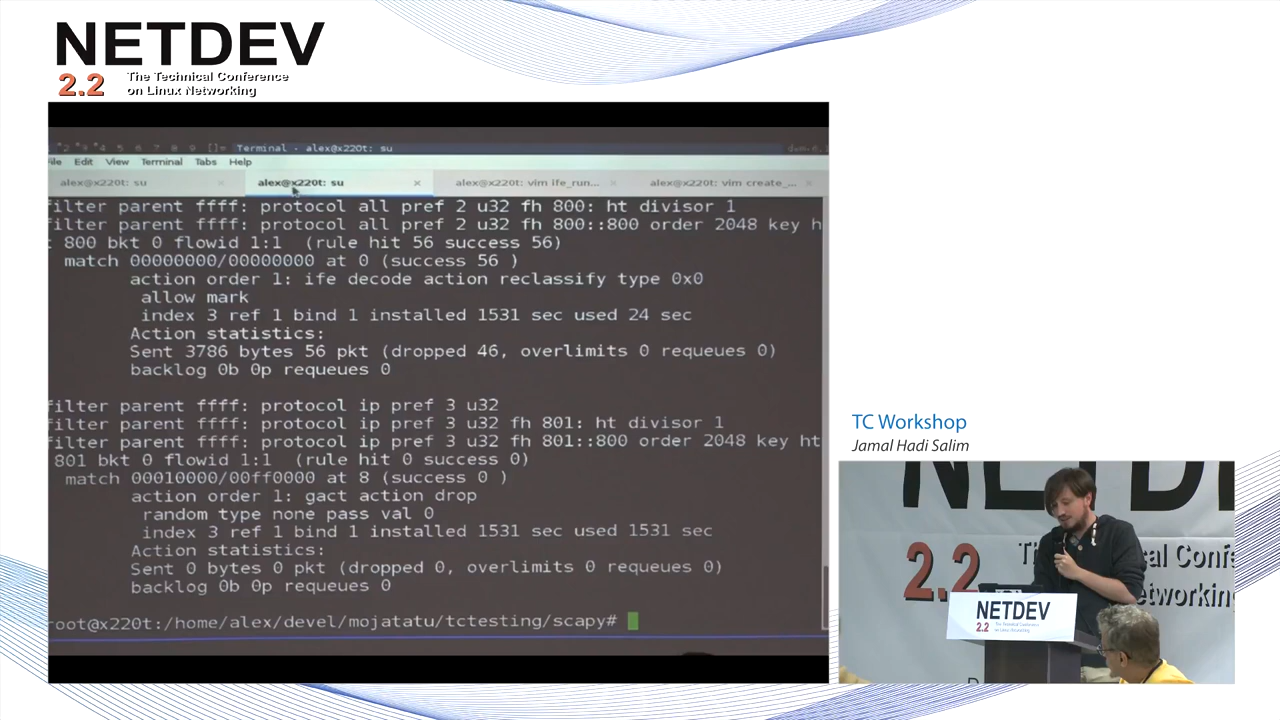 NETDEV
2.2 The Technical Conference
on Linux Networking
Terminal - alex@x220t: su
File Edit View Terminal Tabs Help
alex@x220t: su × alex@x220t: su × alex@x220t: vim ife_run... × alex@x220t: vim create_... ×
filter parent ffff: protocol all pref 2 u32 fh 800: ht divisor 1
filter parent ffff: protocol all pref 2 u32 fh 800::800 order 2048 key h
t 800 bkt 0 flowid 1:1 (rule hit 56 success 56)
match 00000000/00000000 at 0 (success 56 )
action order 1: ife decode action reclassify type 0x0
allow mark
index 3 ref 1 bind 1 installed 1531 sec used 24 sec
Action statistics:
Sent 3786 bytes 56 pkt (dropped 46, overlimits 0 requeues 0)
backlog 0b 0p requeues 0
filter parent ffff: protocol ip pref 3 u32
filter parent ffff: protocol ip pref 3 u32 fh 801: ht divisor 1
filter parent ffff: protocol ip pref 3 u32 fh 801::800 order 2048 key ht
801 bkt 0 flowid 1:1 (rule hit 0 success 0)
match 00010000/00ff0000 at 8 (success 0 )
action order 1: gact action drop
random type none pass val 0
index 3 ref 1 bind 1 installed 1531 sec used 1531 sec
Action statistics:
Sent 0 bytes 0 pkt (dropped 0, overlimits 0 requeues 0)
backlog 0b 0p requeues 0
root@x220t:/home/alex/devel/mojatatu/tctesting/scapy#
TC Workshop
Jamal Hadi Salim
NETDEV
2.2
NETDEV
2.2